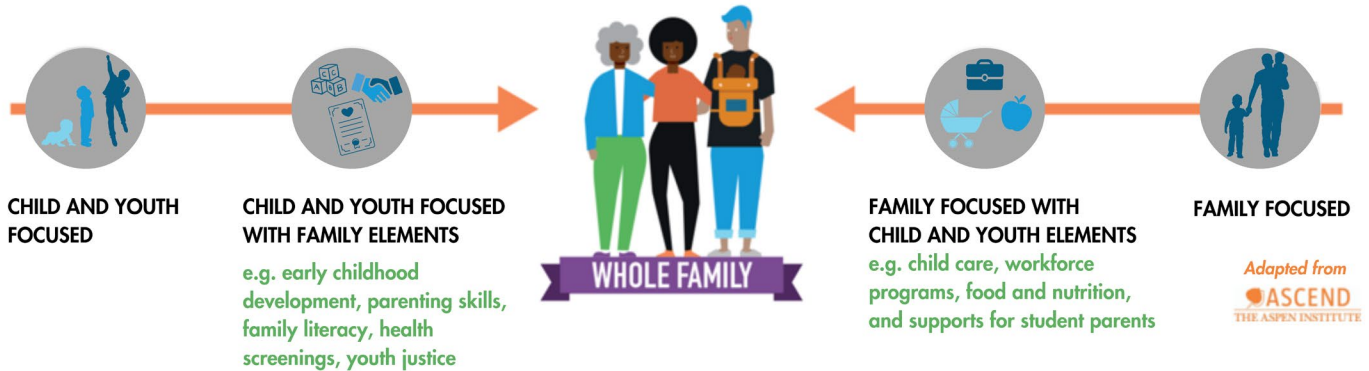 CHILD AND YOUTH
FOCUSED
CHILD AND YOUTH FOCUSED
WITH FAMILY ELEMENTS
e.g. early childhood
development, parenting skills,
family literacy, health
screenings, youth justice
A
B
C
C
WHOLE FAMILY
FAMILY FOCUSED WITH
CHILD AND YOUTH ELEMENTS
e.g. child care, workforce
programs, food and nutrition,
and supports for student parents
FAMILY FOCUSED
Adapted from
ASCEND
THE ASPEN INSTITUTE